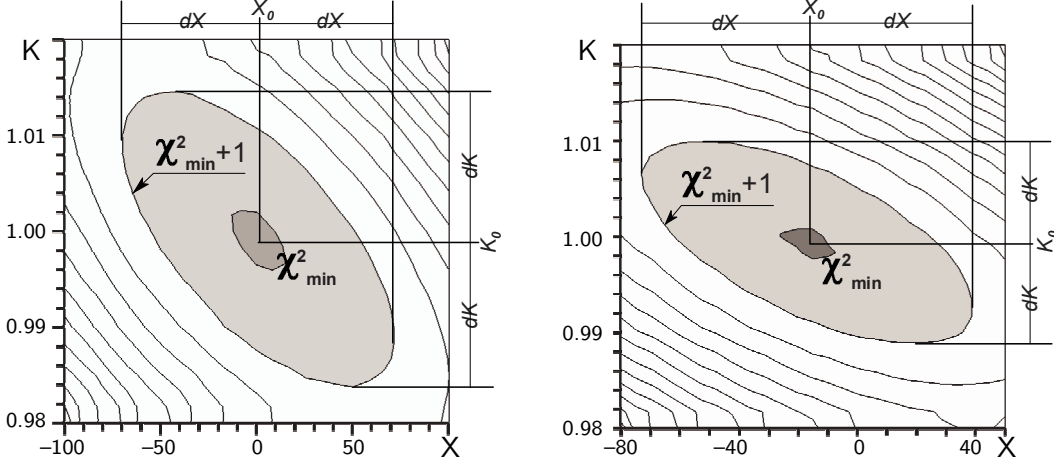 X₀
dX
dX
K
1.01
1.00
0.99
0.98
χ²min+1
χ²min
dK
K₀
dK
−100
−50
0
50
X
X₀
dX
dX
K
1.01
1.00
0.99
0.98
χ²min+1
χ²min
dK
K₀
dK
−80
−40
0
40
X